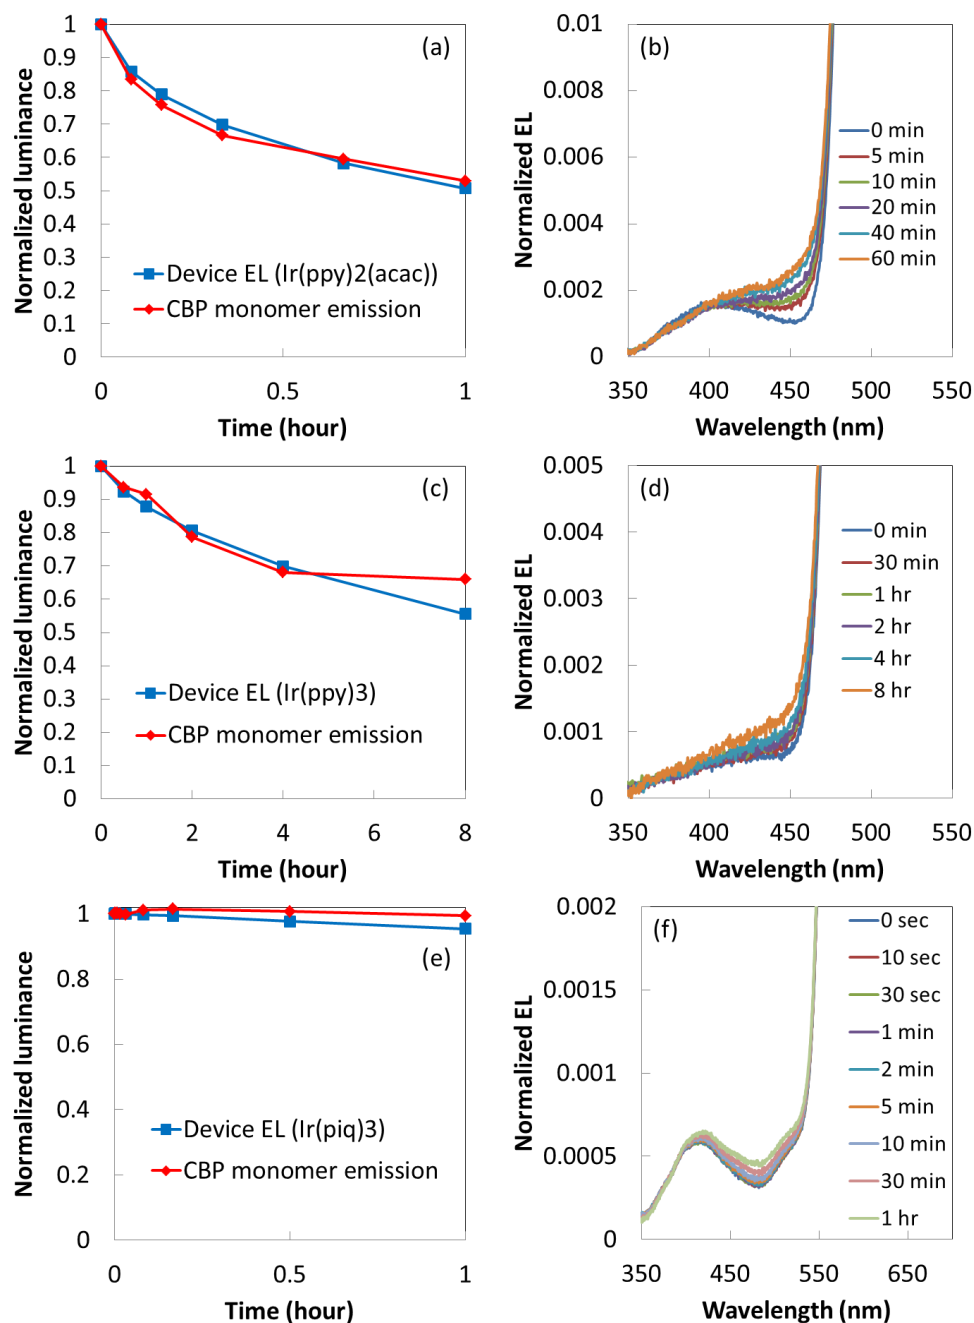 (a)
Normalized luminance
1
0.9
0.8
0.7
0.6
0.5
0.4
0.3
0.2
0.1
0
Device EL (Ir(ppy)2(acac))
CBP monomer emission
0 0.5 1
Time (hour)
(b)
Normalized EL
0.01
0.008
0.006
0.004
0.002
0
0 min
5 min
10 min
20 min
40 min
60 min
350 400 450 500 550
Wavelength (nm)
(c)
Normalized luminance
1
0.9
0.8
0.7
0.6
0.5
0.4
0.3
0.2
0.1
0
Device EL (Ir(ppy)3)
CBP monomer emission
0 2 4 6 8
Time (hour)
(d)
Normalized EL
0.005
0.004
0.003
0.002
0.001
0
0 min
30 min
1 hr
2 hr
4 hr
8 hr
350 400 450 500 550
Wavelength (nm)
(e)
Normalized luminance
1
0.8
0.6
0.4
0.2
0
Device EL (Ir(piq)3)
CBP monomer emission
0 0.5 1
Time (hour)
(f)
Normalized EL
0.002
0.0015
0.001
0.0005
0
0 sec
10 sec
30 sec
1 min
2 min
5 min
10 min
30 min
1 hr
350 450 550 650
Wavelength (nm)